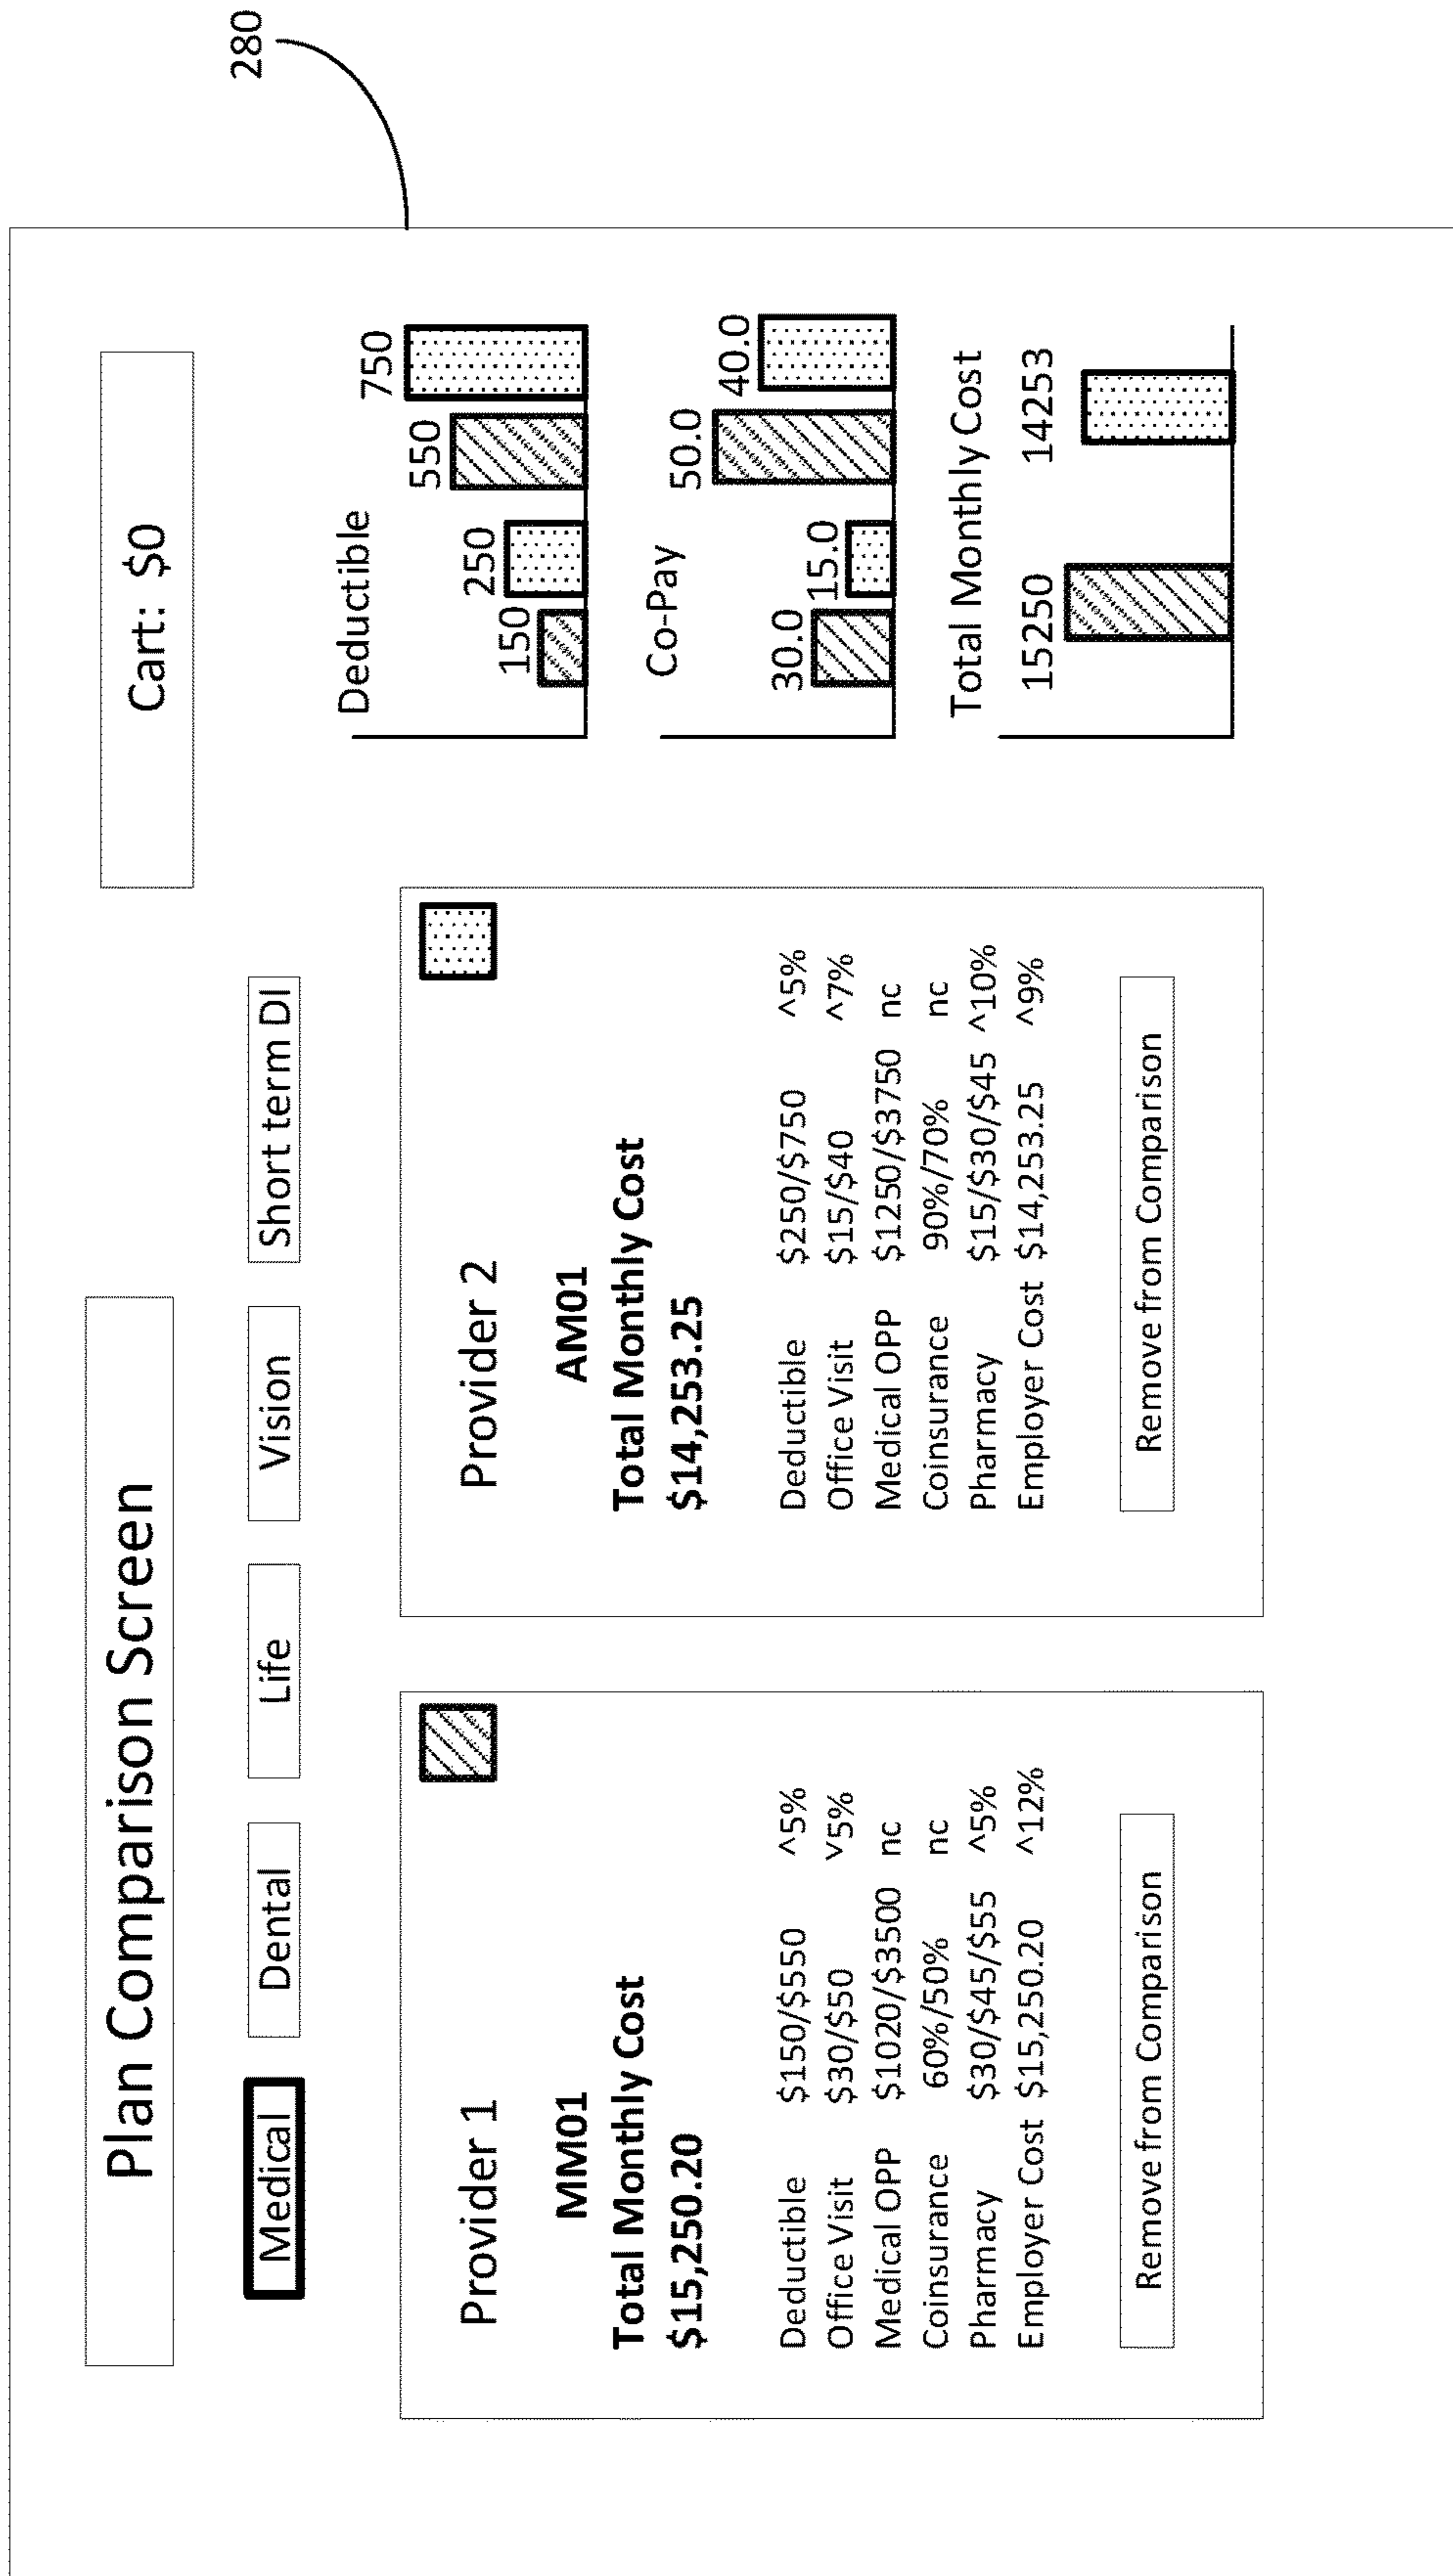 280
Plan Comparison Screen
Cart: $0
Medical
Dental
Life
Vision
Short term DI
Provider 1
MM01
Total Monthly Cost
$15,250.20
Deductible $150/$550 ^5%
Office Visit $30/$50 v5%
Medical OPP $1020/$3500 nc
Coinsurance 60%/50% nc
Pharmacy $30/$45/$55 ^5%
Employer Cost $15,250.20 ^12%
Remove from Comparison
Provider 2
AM01
Total Monthly Cost
$14,253.25
Deductible $250/$750 ^5%
Office Visit $15/$40 ^7%
Medical OPP $1250/$3750 nc
Coinsurance 90%/70% nc
Pharmacy $15/$30/$45 ^10%
Employer Cost $14,253.25 ^9%
Remove from Comparison
Deductible
150 250 550 750
Co-Pay
30.0 15.0 50.0 40.0
Total Monthly Cost
15250 14253